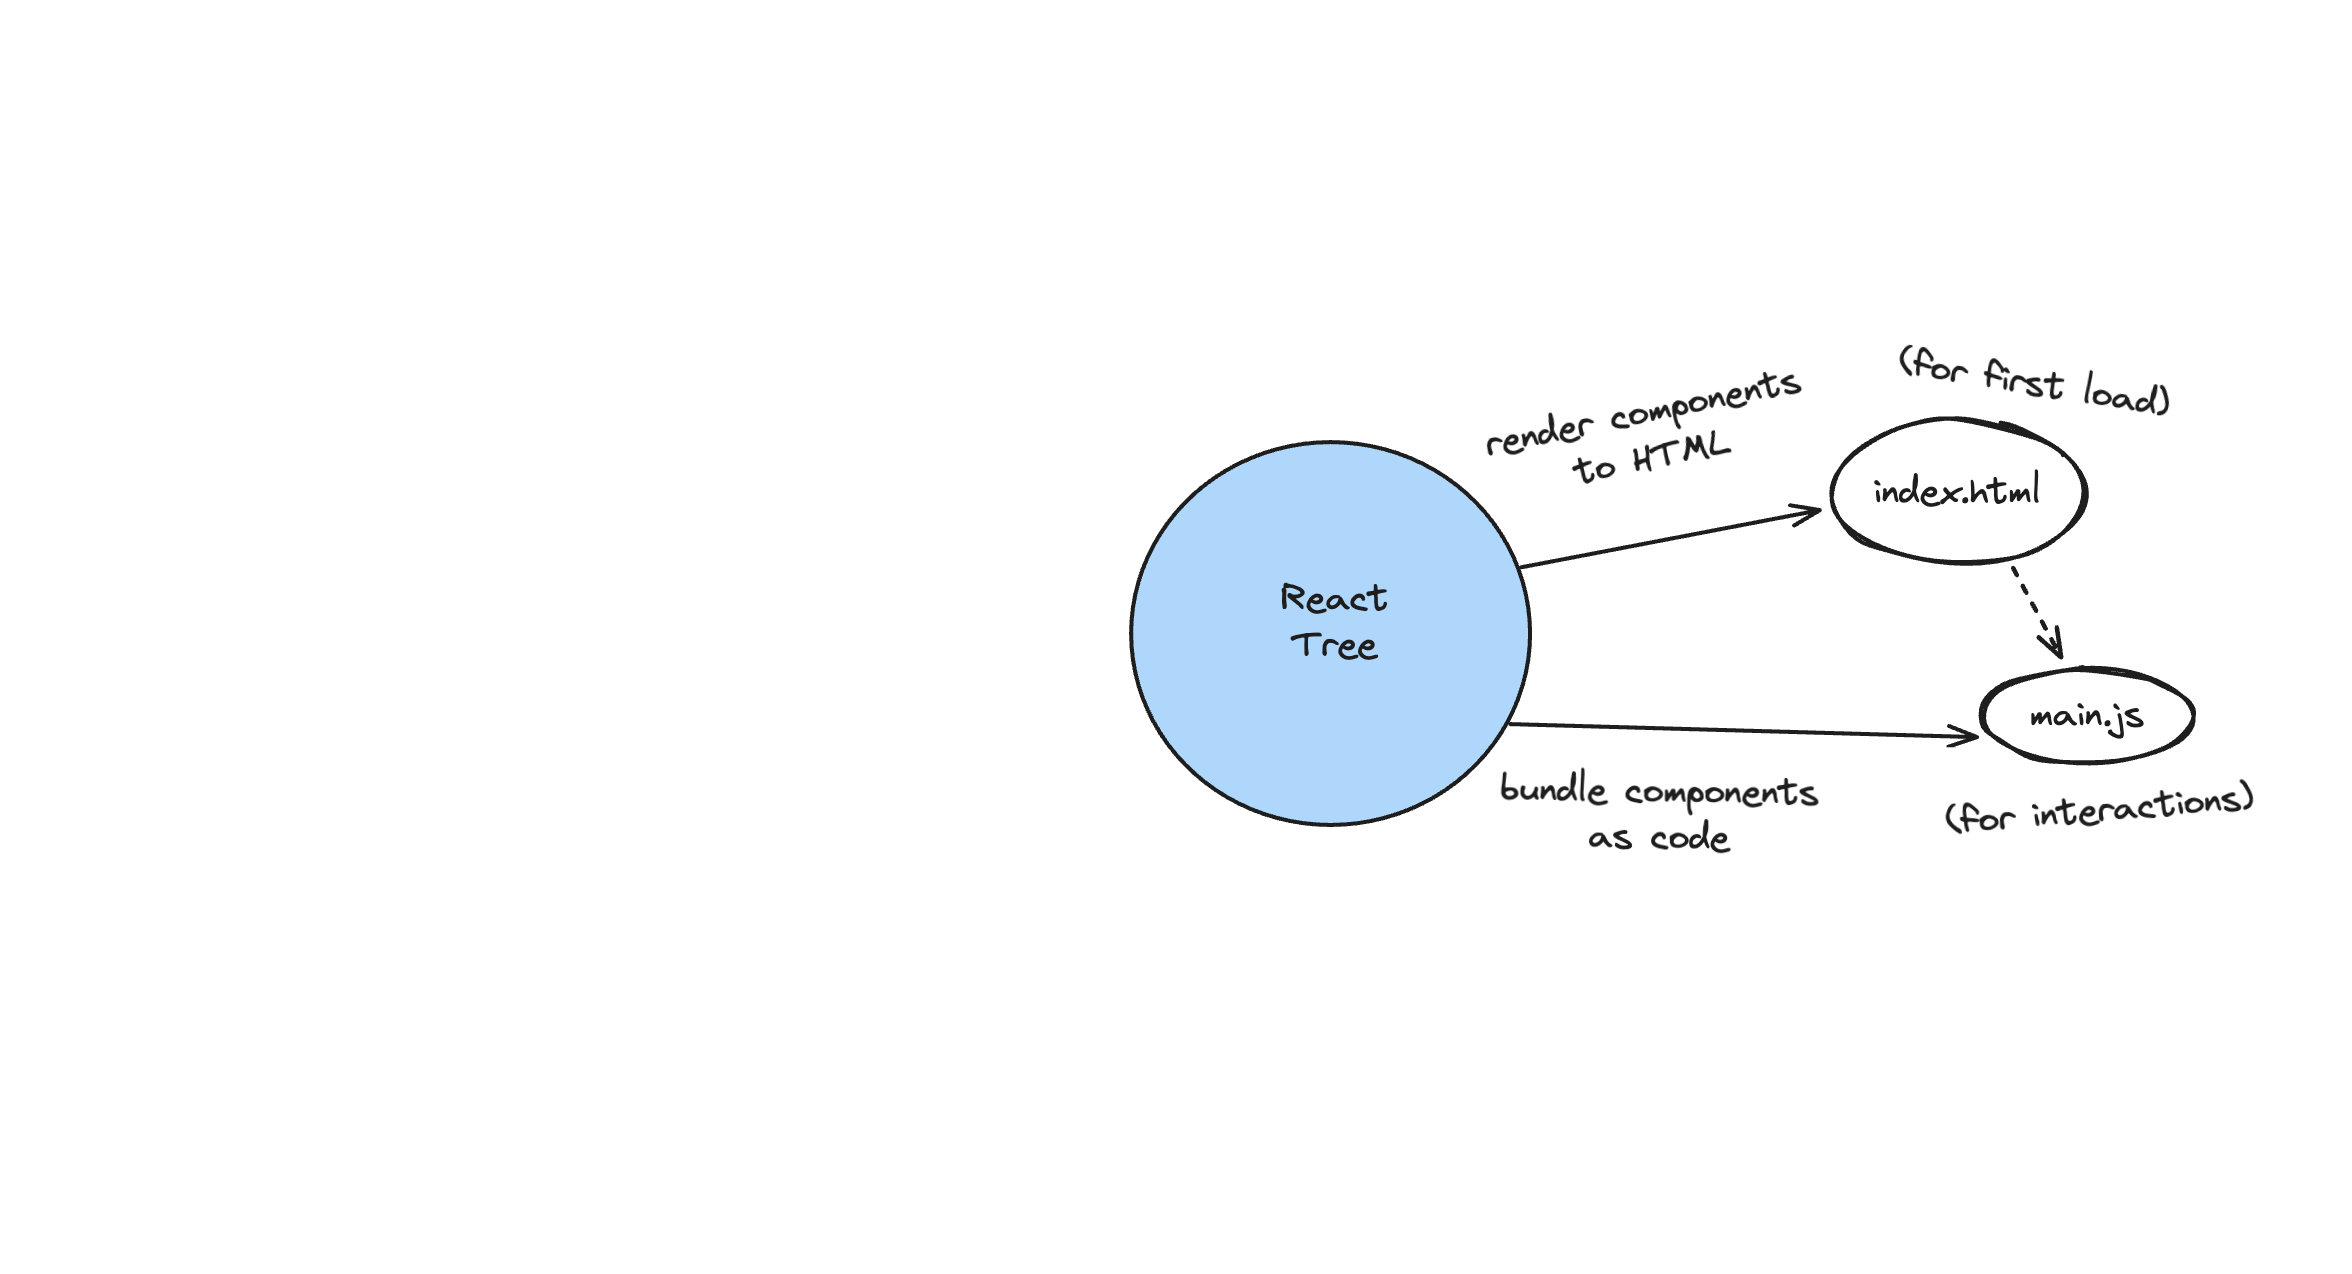 (for first load)
render components
to HTML
index.html
React
Tree
main.js
bundle components
as code
(for interactions)